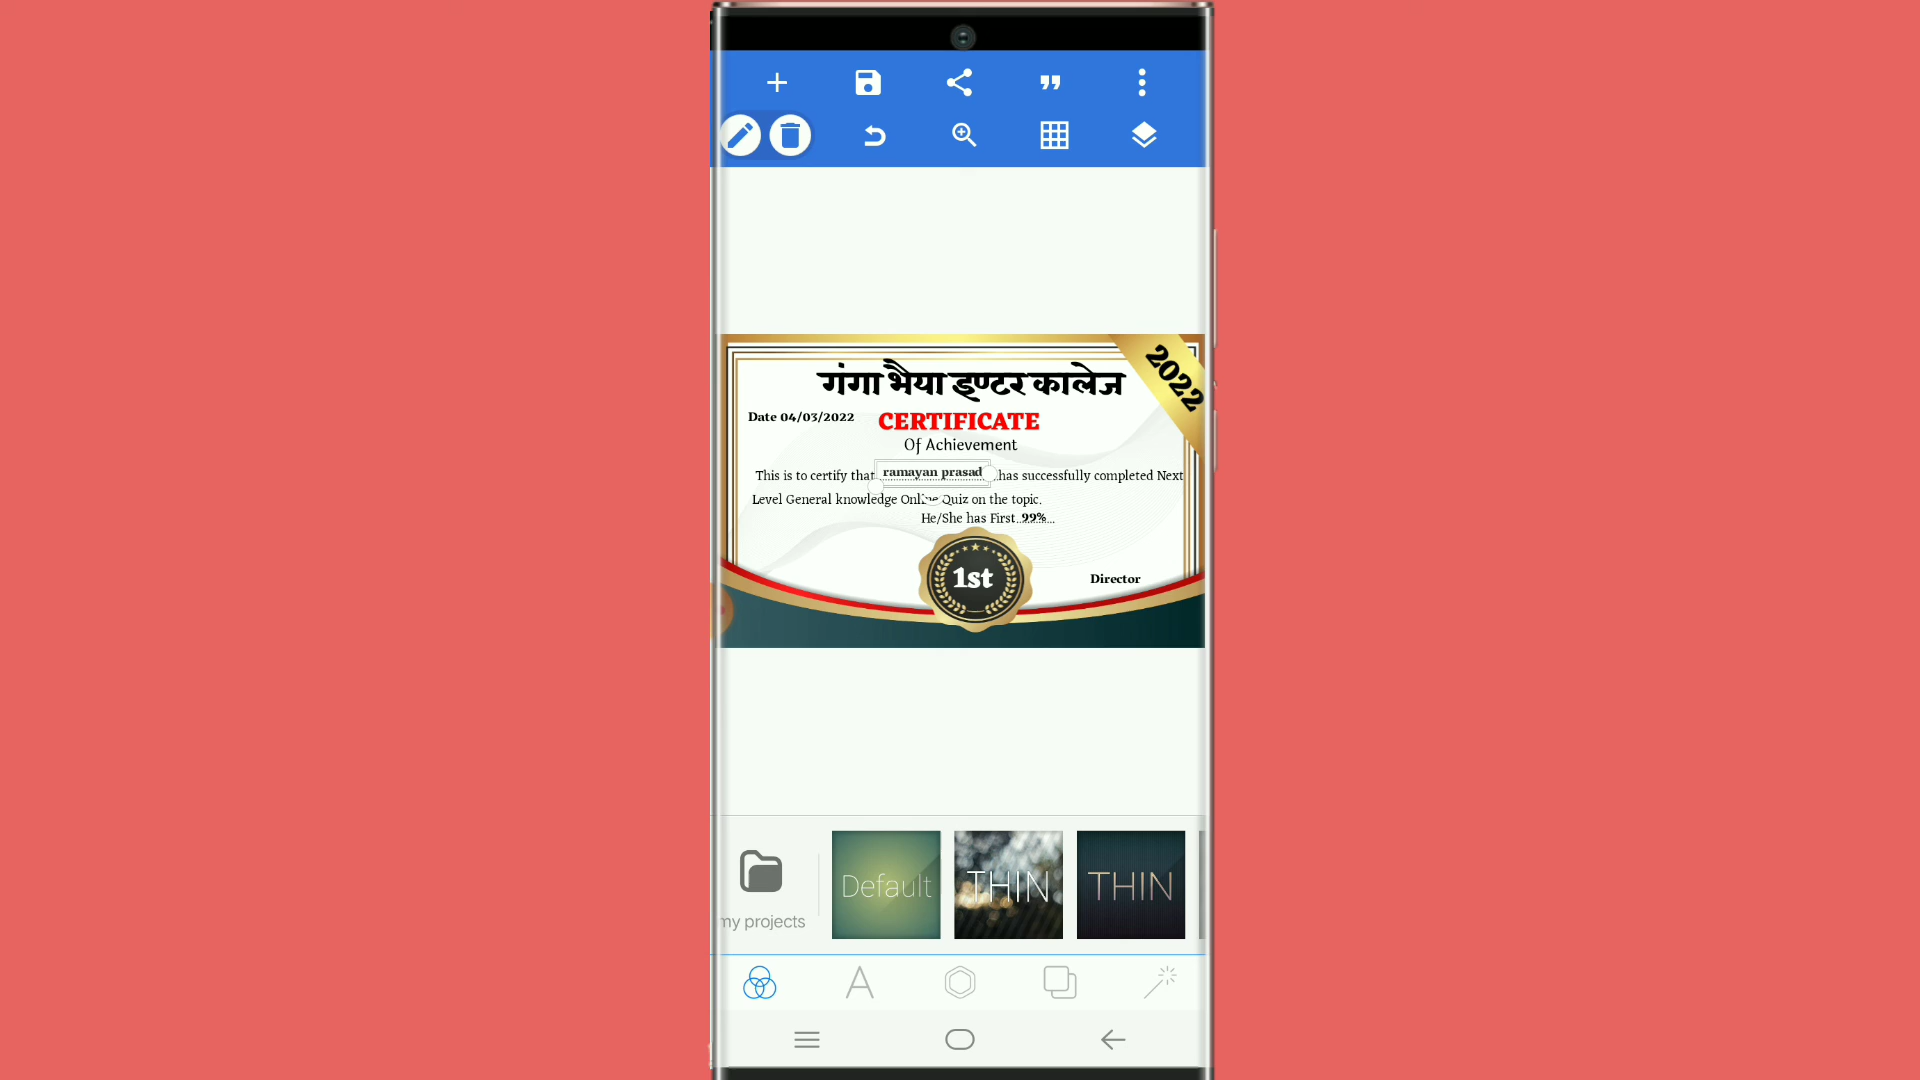 गंगा भैया इण्टर कालेज
2022
Date 04/03/2022
CERTIFICATE
Of Achievement
This is to certify that ramayan prasad has successfully completed Next
Level General knowledge Online Quiz on the topic.
He/She has First..99%...
1st
Director
my projects
Default
THIN
THIN